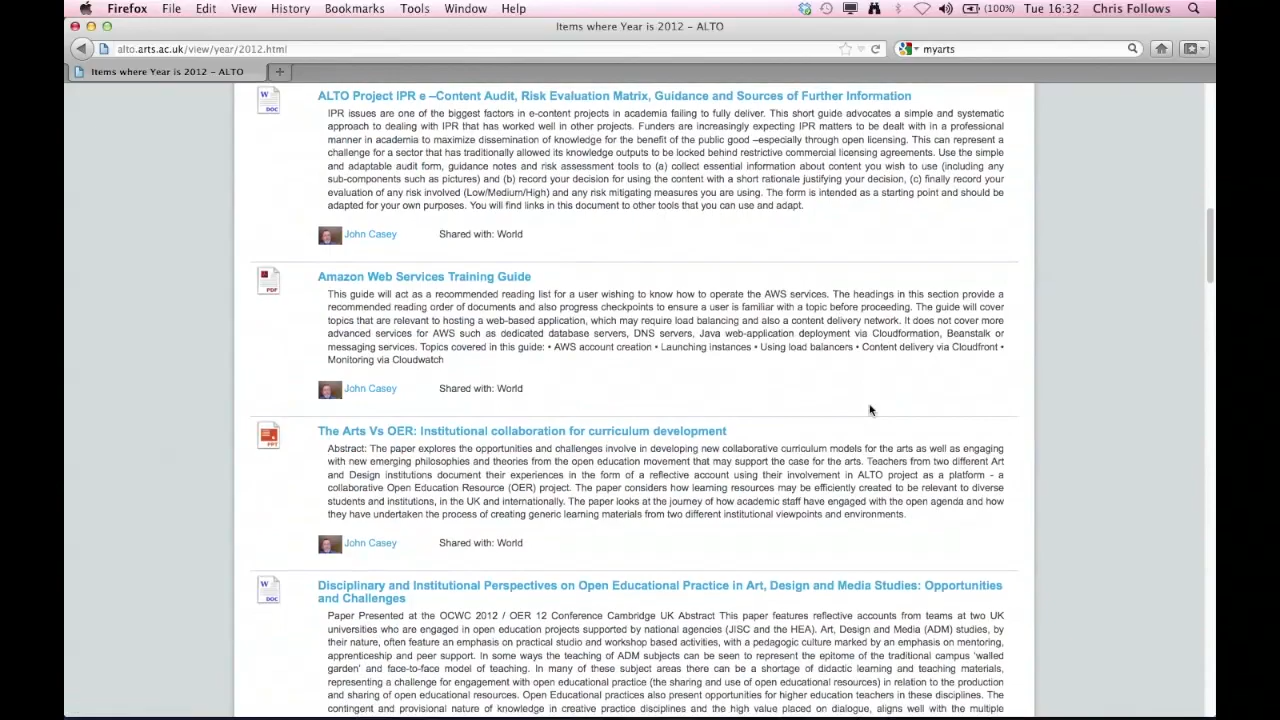 Firefox File Edit View History Bookmarks Tools Window Help (100%) Tue 16:32 Chris Follows
Items where Year is 2012 – ALTO
alto.arts.ac.uk/view/year/2012.html myarts
Items where Year is 2012 – ALTO +
W DOC
ALTO Project IPR e –Content Audit, Risk Evaluation Matrix, Guidance and Sources of Further Information
IPR issues are one of the biggest factors in e-content projects in academia failing to fully deliver. This short guide advocates a simple and systematic
approach to dealing with IPR that has worked well in other projects. Funders are increasingly expecting IPR matters to be dealt with in a professional
manner in academia to maximize dissemination of knowledge for the benefit of the public good –especially through open licensing. This can represent a
challenge for a sector that has traditionally allowed its knowledge outputs to be locked behind restrictive commercial licensing agreements. Use the simple
and adaptable audit form, guidance notes and risk assessment tools to (a) collect essential information about content you wish to use (including any
sub-components such as pictures) and (b) record your decision for using the content with a short rationale justifying your decision, (c) finally record your
evaluation of any risk involved (Low/Medium/High) and any risk mitigating measures you are using. The form is intended as a starting point and should be
adapted for your own purposes. You will find links in this document to other tools that you can use and adapt.
John Casey Shared with: World
PDF
Amazon Web Services Training Guide
This guide will act as a recommended reading list for a user wishing to know how to operate the AWS services. The headings in this section provide a
recommended reading order of documents and also progress checkpoints to ensure a user is familiar with a topic before proceeding. The guide will cover
topics that are relevant to hosting a web-based application, which may require load balancing and also a content delivery network. It does not cover more
advanced services for AWS such as dedicated database servers, DNS servers, Java web-application deployment via Cloudformation, Beanstalk or
messaging services. Topics covered in this guide: • AWS account creation • Launching instances • Using load balancers • Content delivery via Cloudfront •
Monitoring via Cloudwatch
John Casey Shared with: World
PPT
The Arts Vs OER: Institutional collaboration for curriculum development
Abstract: The paper explores the opportunities and challenges involve in developing new collaborative curriculum models for the arts as well as engaging
with new emerging philosophies and theories from the open education movement that may support the case for the arts. Teachers from two different Art
and Design institutions document their experiences in the form of a reflective account using their involvement in ALTO project as a platform - a
collaborative Open Education Resource (OER) project. The paper considers how learning resources may be efficiently created to be relevant to diverse
students and institutions, in the UK and internationally. The paper looks at the journey of how academic staff have engaged with the open agenda and how
they have undertaken the process of creating generic learning materials from two different institutional viewpoints and environments.
John Casey Shared with: World
W DOC
Disciplinary and Institutional Perspectives on Open Educational Practice in Art, Design and Media Studies: Opportunities
and Challenges
Paper Presented at the OCWC 2012 / OER 12 Conference Cambridge UK Abstract This paper features reflective accounts from teams at two UK
universities who are engaged in open education projects supported by national agencies (JISC and the HEA). Art, Design and Media (ADM) studies, by
their nature, often feature an emphasis on practical studio and workshop based activities, with a pedagogic culture marked by an emphasis on mentoring,
apprenticeship and peer support. In some ways the teaching of ADM subjects can be seen to represent the epitome of the traditional campus 'walled
garden' and face-to-face model of teaching. In many of these subject areas there can be a shortage of didactic learning and teaching materials,
representing a challenge for engagement with open educational practice (the sharing and use of open educational resources) in relation to the production
and sharing of open educational resources. Open Educational practices also present opportunities for higher education teachers in these disciplines. The
contingent and provisional nature of knowledge in creative practice disciplines and the high value placed on dialogue, aligns well with the multiple